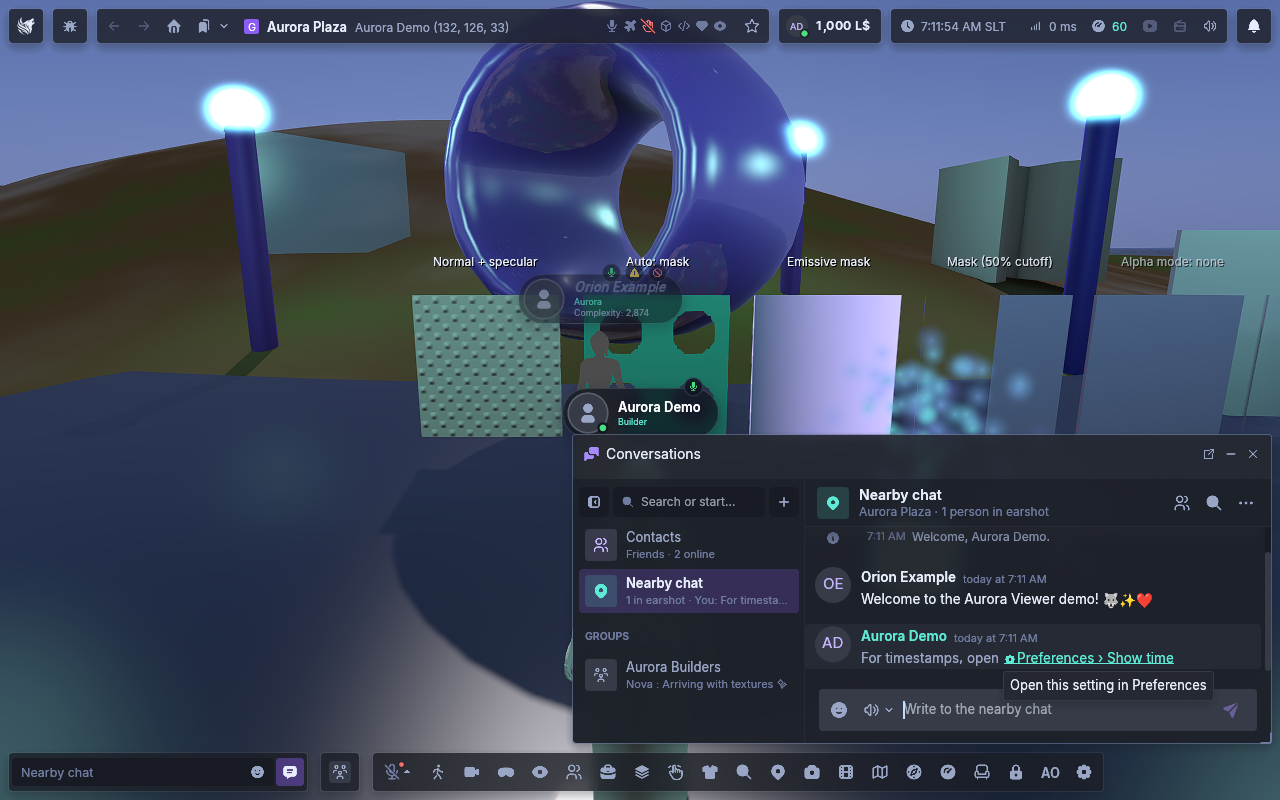 G Aurora Plaza Aurora Demo (132, 126, 33)
AD 1,000 L$
7:11:54 AM SLT 0 ms 60
Normal + specular
Auto: mask
Emissive mask
Mask (50% cutoff)
Alpha mode: none
Orion Example
Aurora
Complexity: 2,874
Aurora Demo
Builder
Conversations
Search or start...
Contacts
Friends · 2 online
Nearby chat
1 in earshot · You: For timesta...
GROUPS
Aurora Builders
Nova : Arriving with textures
Nearby chat
Aurora Plaza · 1 person in earshot
7:11 AM Welcome, Aurora Demo.
OE Orion Example today at 7:11 AM
Welcome to the Aurora Viewer demo! 🐺✨❤️
AD Aurora Demo today at 7:11 AM
For timestamps, open Preferences › Show time
Open this setting in Preferences
Write to the nearby chat
Nearby chat
AO